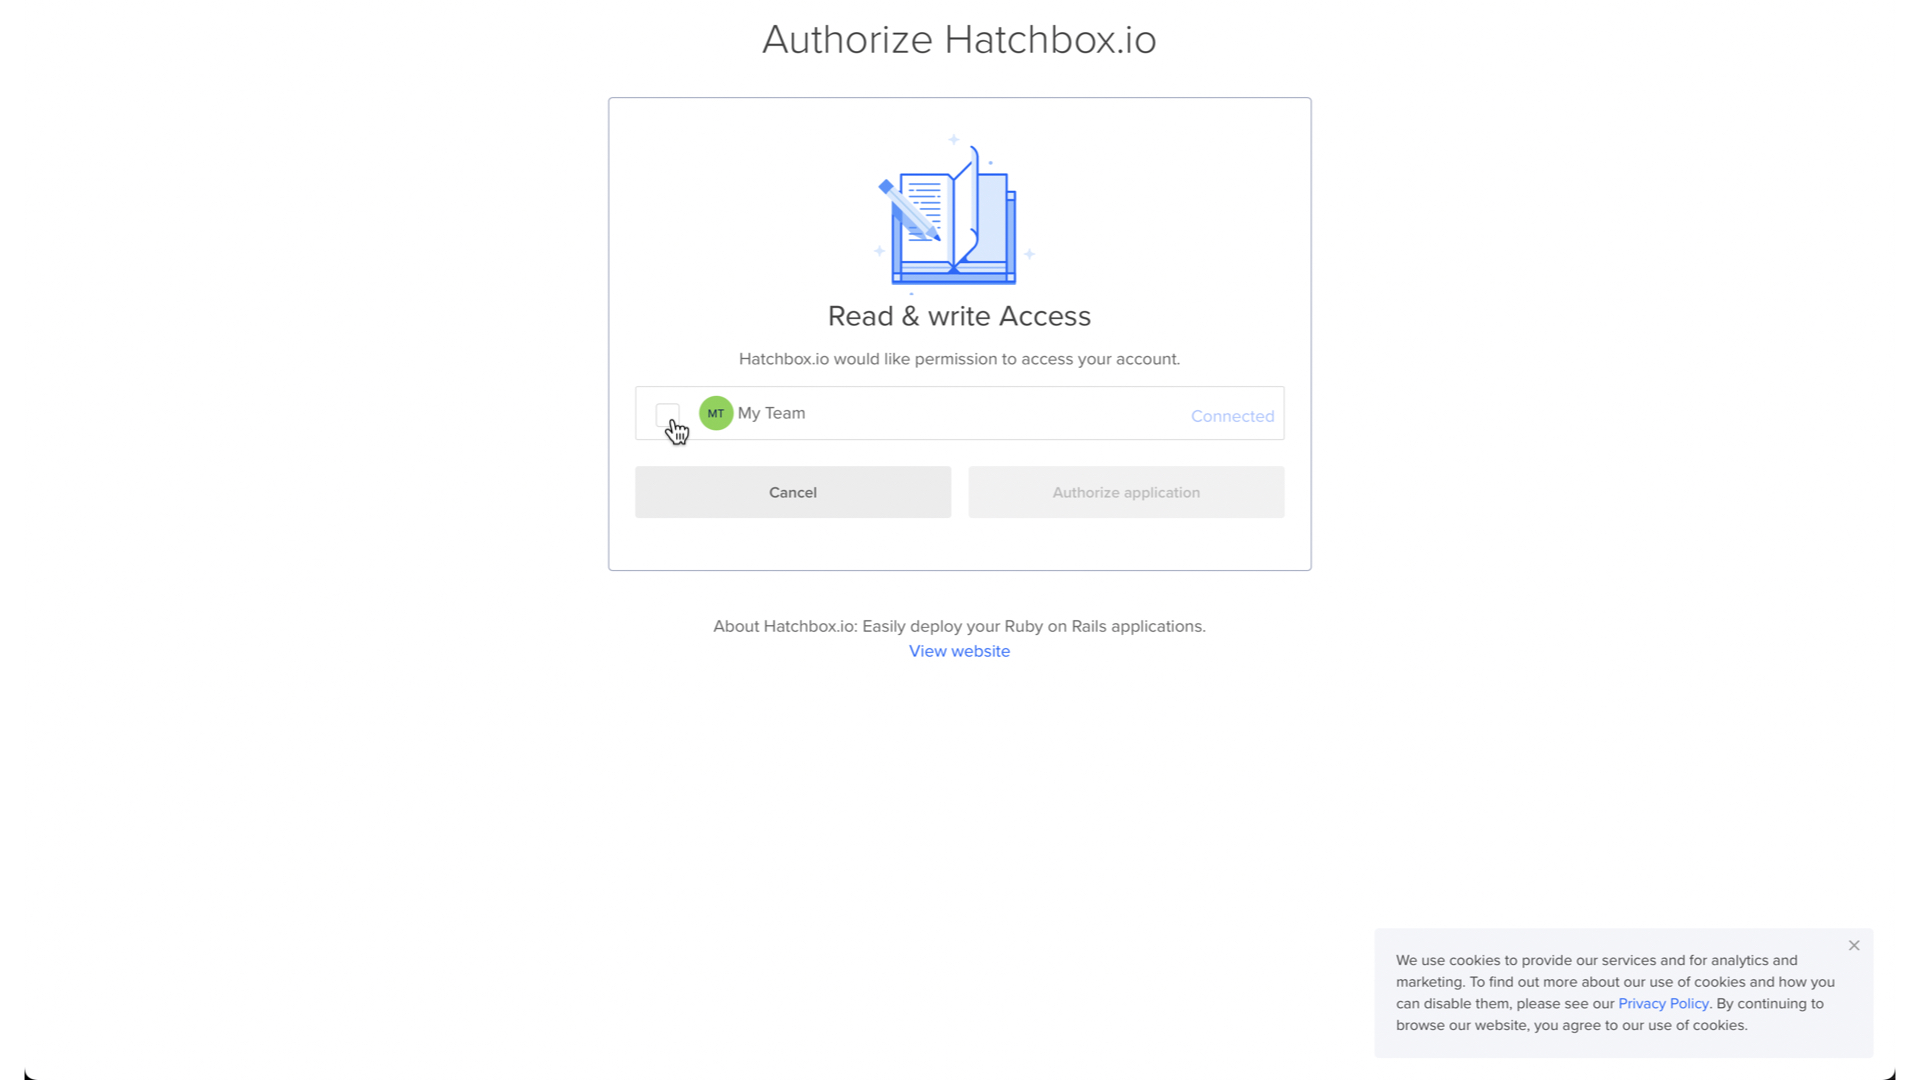 Authorize Hatchbox.io
Read & write Access
Hatchbox.io would like permission to access your account.
MT My Team Connected
Cancel Authorize application
About Hatchbox.io: Easily deploy your Ruby on Rails applications.
View website
We use cookies to provide our services and for analytics and
marketing. To find out more about our use of cookies and how you
can disable them, please see our Privacy Policy. By continuing to
browse our website, you agree to our use of cookies.